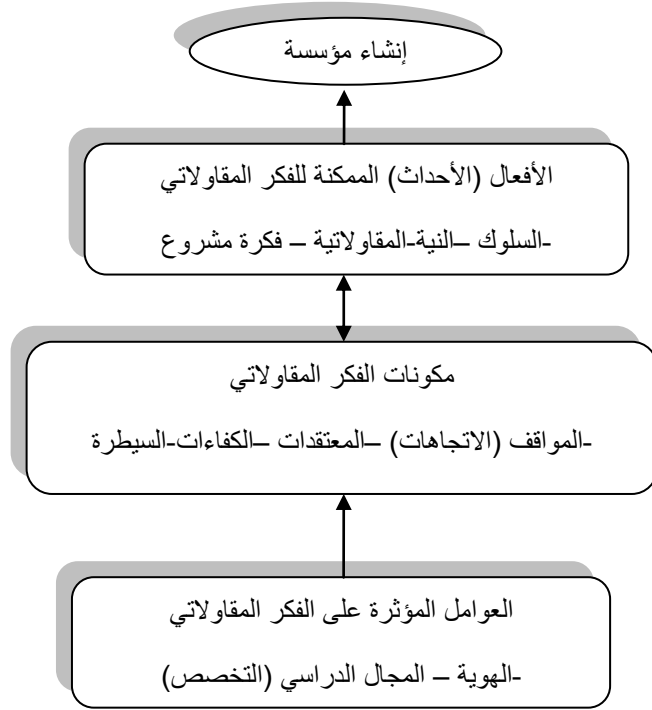 إنشاء مؤسسة
الأفعال (الأحداث) الممكنة للفكر المقاولاتي
-السلوك –النية-المقاولاتية – فكرة مشروع
مكونات الفكر المقاولاتي
-المواقف (الاتجاهات) –المعتقدات –الكفاءات-السيطرة
العوامل المؤثرة على الفكر المقاولاتي
-الهوية – المجال الدراسي (التخصص)